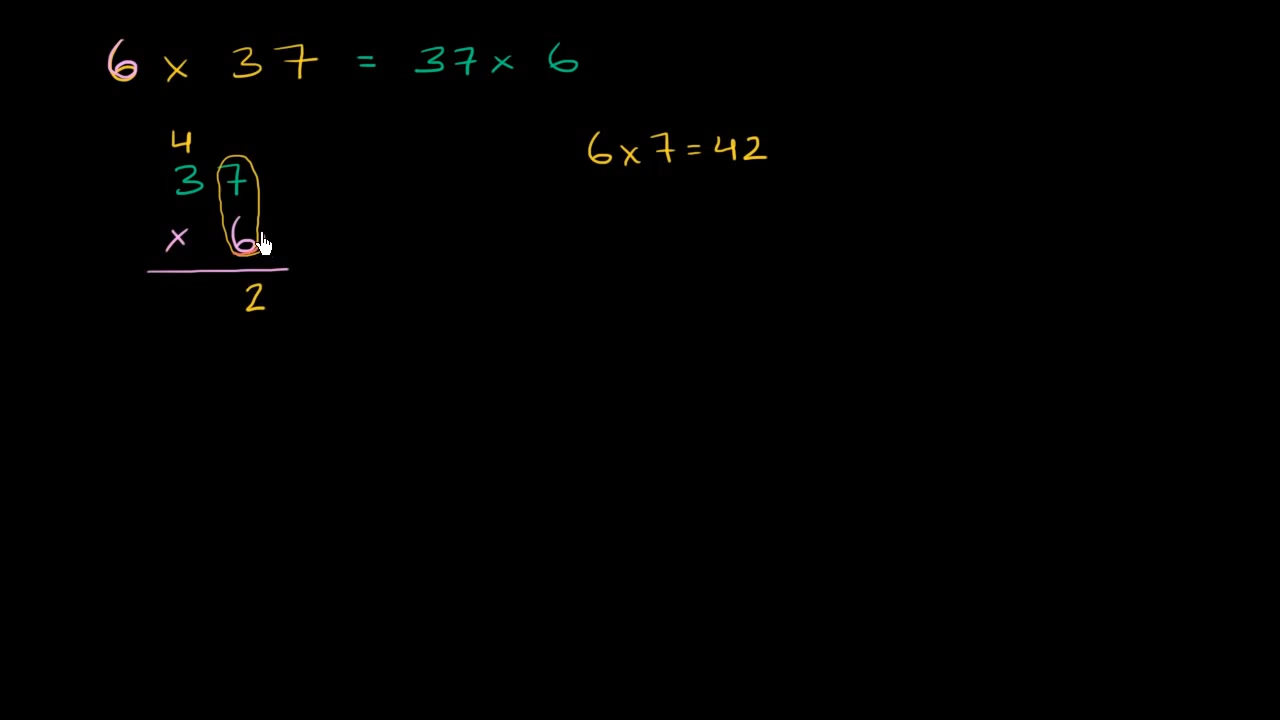 6 x 37 = 37 x 6
4
37
x 6
2
6 x 7 = 42